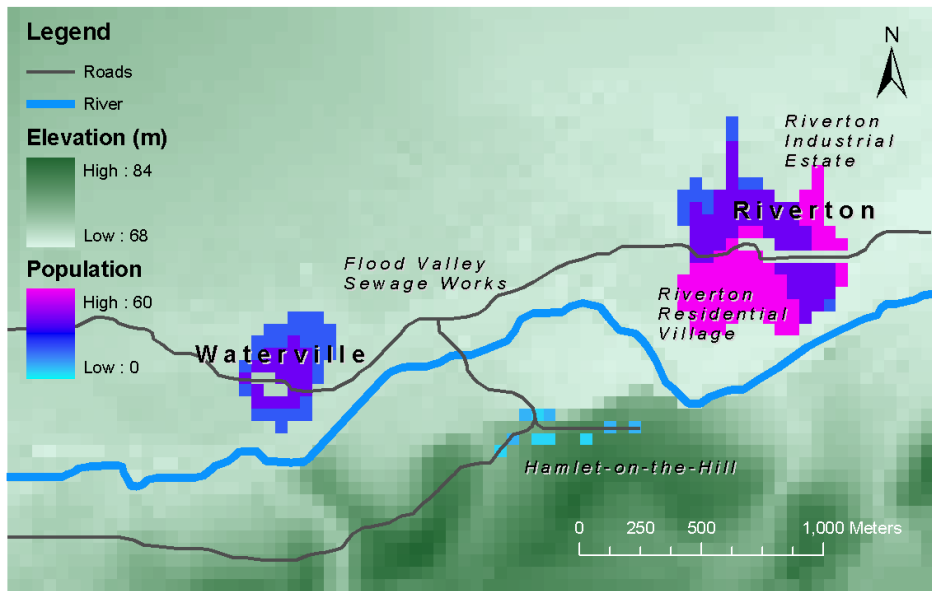 Legend
Roads
River
Elevation (m)
High : 84
Low : 68
Population
High : 60
Low : 0
N
Riverton
Industrial
Estate
Riverton
Flood Valley
Sewage Works
Riverton
Residential
Village
Waterville
Hamlet-on-the-Hill
0 250 500 1,000 Meters